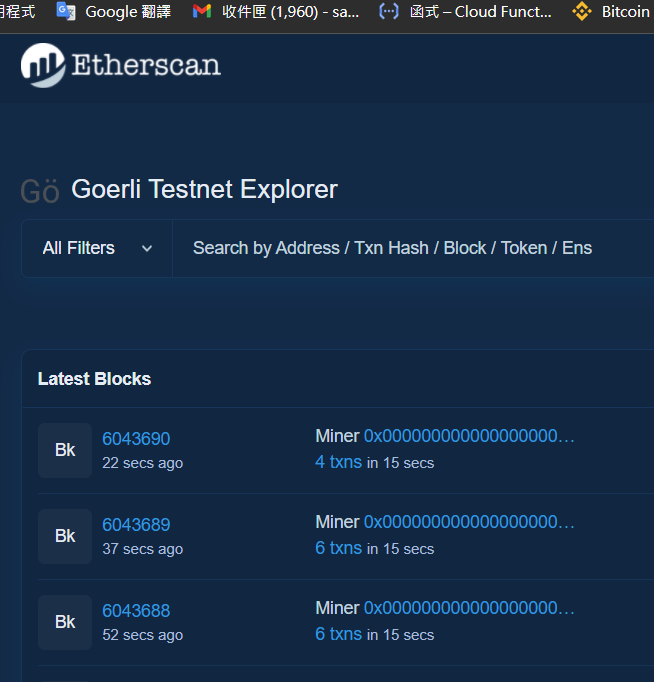 用程式 Google 翻譯 收件匣 (1,960) - sa... 函式 – Cloud Funct... Bitcoin
Etherscan
Gö Goerli Testnet Explorer
All Filters Search by Address / Txn Hash / Block / Token / Ens
Latest Blocks
Bk 6043690 Miner 0x000000000000000000...
22 secs ago 4 txns in 15 secs
Bk 6043689 Miner 0x000000000000000000...
37 secs ago 6 txns in 15 secs
Bk 6043688 Miner 0x000000000000000000...
52 secs ago 6 txns in 15 secs